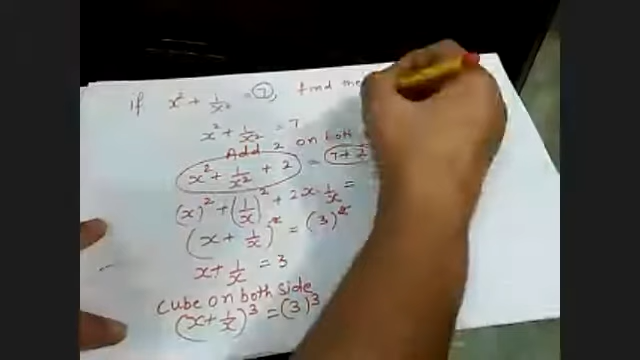 if x² + 1/x² = 7, find the
x² + 1/x² = 7
Add 2 on both
x² + 1/x² + 2 = 7 + 2
(x)² + (1/x)² + 2x·1/x =
(x + 1/x)² = (3)²
x + 1/x = 3
Cube on both side
(x + 1/x)³ = (3)³